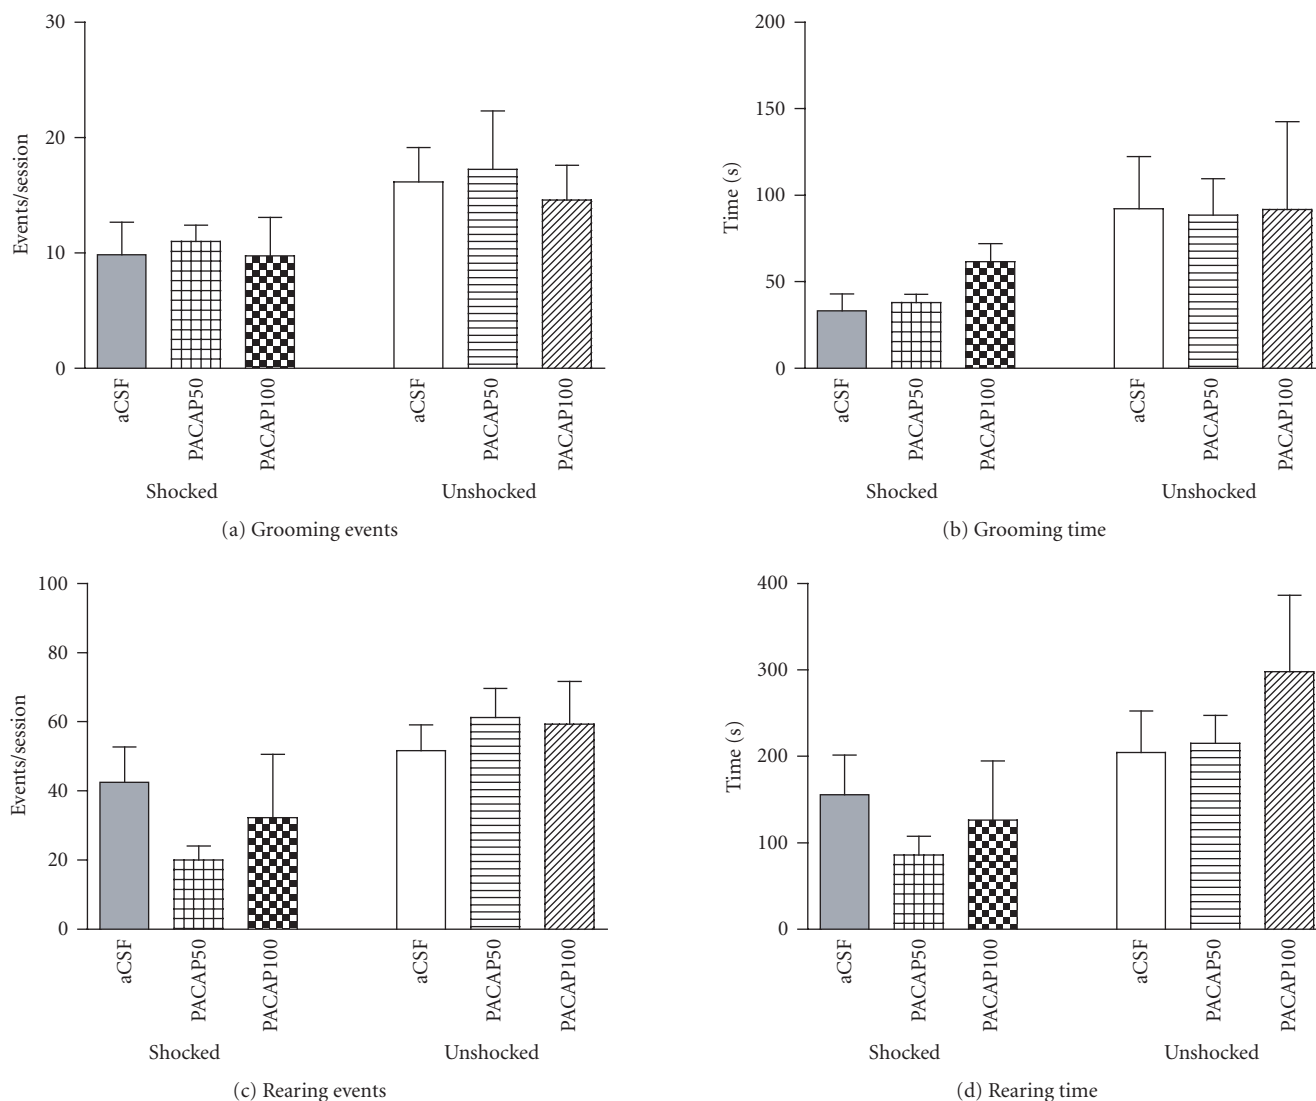 30
20
10
0
Events/session
aCSF
PACAP50
PACAP100
aCSF
PACAP50
PACAP100
Shocked
Unshocked
(a) Grooming events
200
150
100
50
0
Time (s)
aCSF
PACAP50
PACAP100
aCSF
PACAP50
PACAP100
Shocked
Unshocked
(b) Grooming time
100
80
60
40
20
0
Events/session
aCSF
PACAP50
PACAP100
aCSF
PACAP50
PACAP100
Shocked
Unshocked
(c) Rearing events
400
300
200
100
0
Time (s)
aCSF
PACAP50
PACAP100
aCSF
PACAP50
PACAP100
Shocked
Unshocked
(d) Rearing time